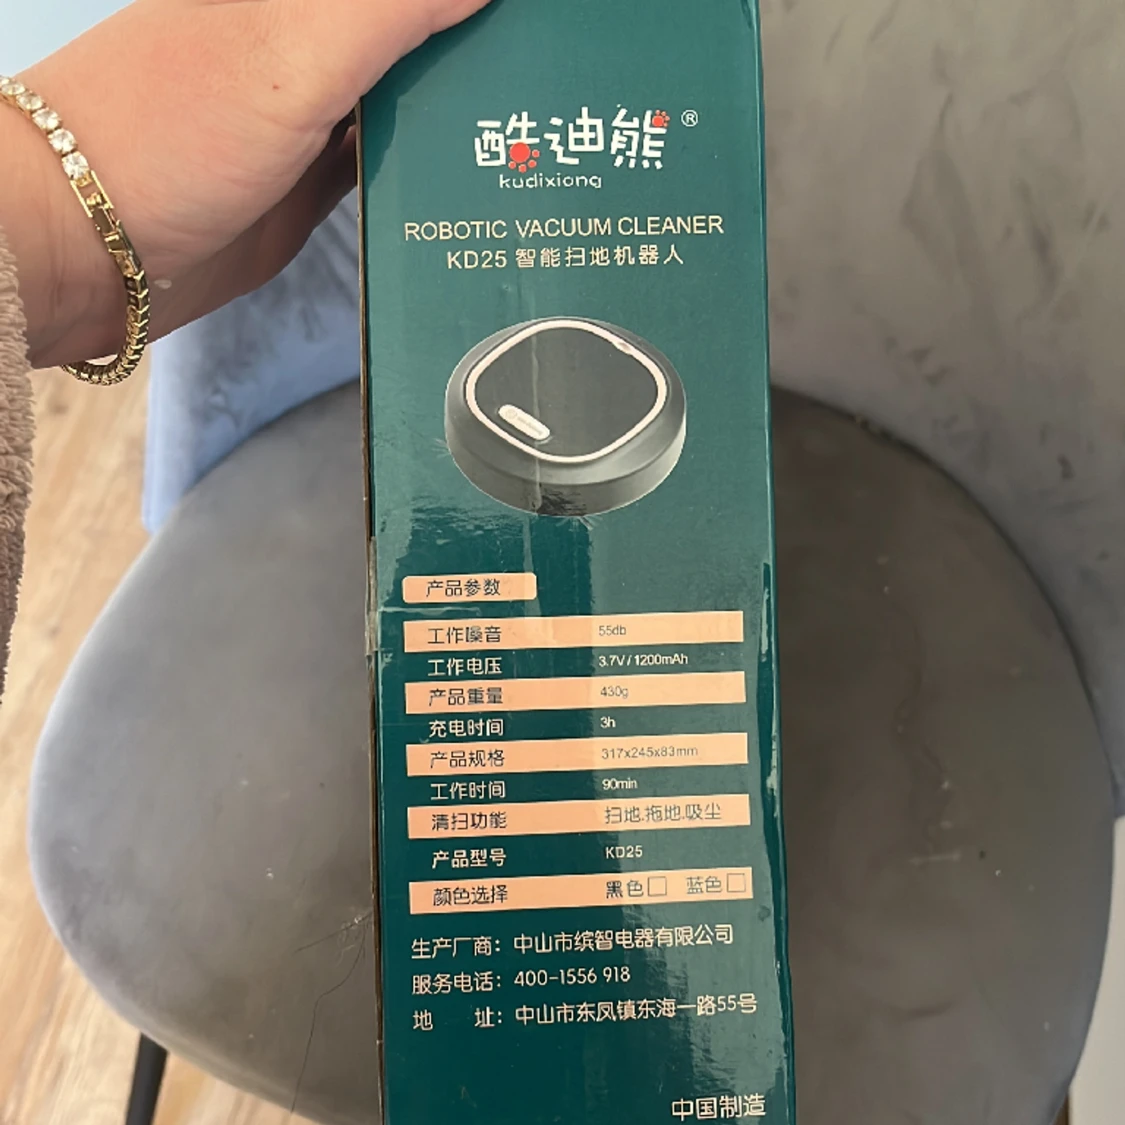 酷迪熊®
kudixiong
ROBOTIC VACUUM CLEANER
KD25 智能扫地机器人
产品参数
工作噪音 55db
工作电压 3.7V/1200mAh
产品重量 430g
充电时间 3h
产品规格 317x245x83mm
工作时间 90min
清扫功能 扫地.拖地.吸尘
产品型号 KD25
颜色选择 黑色□ 蓝色□
生产厂商：中山市缤智电器有限公司
服务电话：400-1556 918
地 址：中山市东凤镇东海一路55号
中国制造